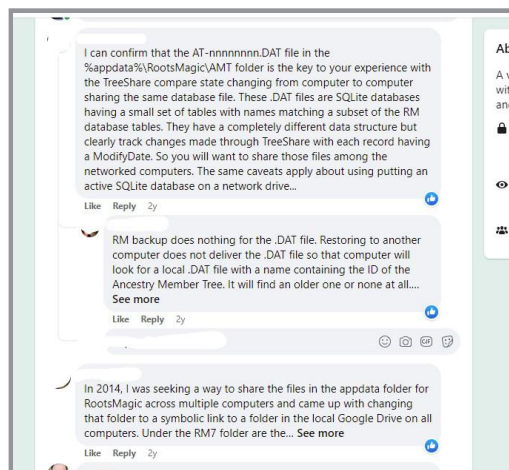 I can confirm that the AT-nnnnnnnn.DAT file in the
%appdata%\RootsMagic\AMT folder is the key to your experience with
the TreeShare compare state changing from computer to computer
sharing the same database file. These .DAT files are SQLite databases
having a small set of tables with names matching a subset of the RM
database tables. They have a completely different data structure but
clearly track changes made through TreeShare with each record having
a ModifyDate. So you will want to share those files among the
networked computers. The same caveats apply about using putting an
active SQLite database on a network drive...
Like Reply 2y
RM backup does nothing for the .DAT file. Restoring to another
computer does not deliver the .DAT file so that computer will
look for a local .DAT file with a name containing the ID of the
Ancestry Member Tree. It will find an older one or none at all....
See more
Like Reply 2y
GIF
In 2014, I was seeking a way to share the files in the appdata folder for
RootsMagic across multiple computers and came up with changing
that folder to a symbolic link to a folder in the local Google Drive on all
computers. Under the RM7 folder are the... See more
Like Reply 2y